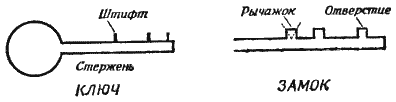 Штифт
Стержень
КЛЮЧ
Рычажок
Отверстие
ЗАМОК